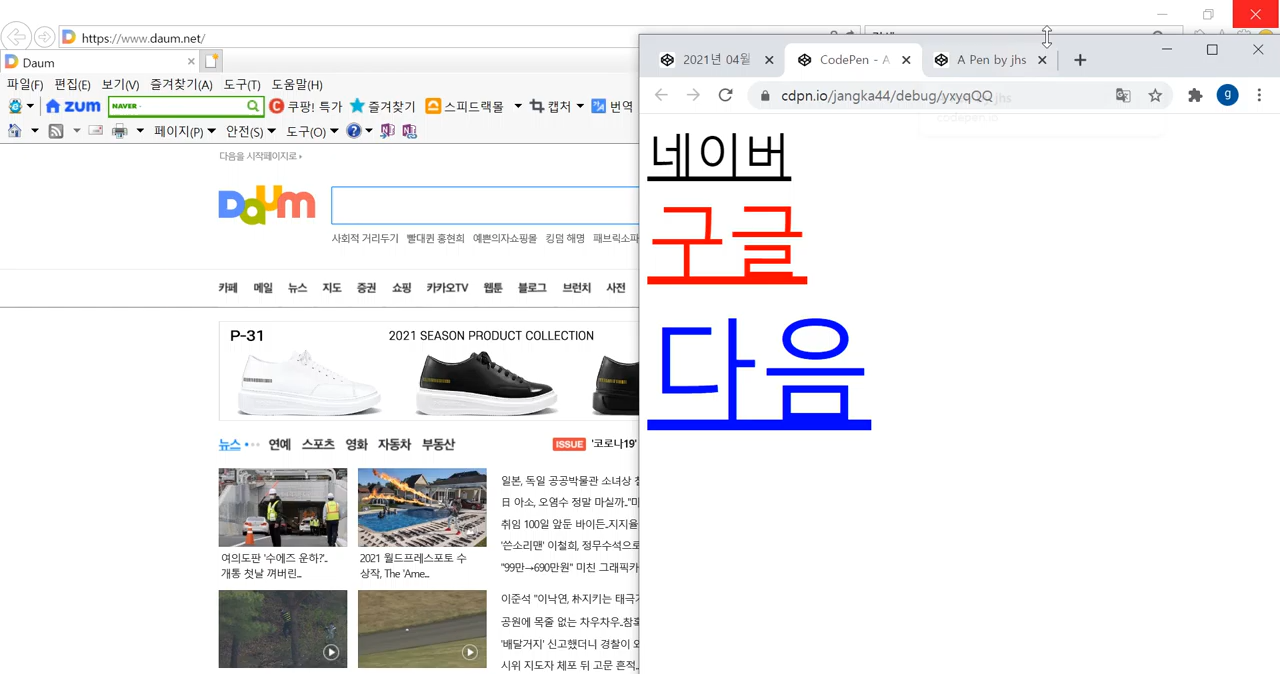 https://www.daum.net/
Daum
파일(F) 편집(E) 보기(V) 즐겨찾기(A) 도구(T) 도움말(H)
zum NAVER 쿠팡! 특가 즐겨찾기 스피드랙몰 캡처 번역
페이지(P) 안전(S) 도구(O)
다음을 시작페이지로
Daum
사회적 거리두기 빨대퀸 홍현희 예쁜의자쇼핑몰 킹덤 해명 패브릭소파
카페 메일 뉴스 지도 증권 쇼핑 카카오TV 웹툰 블로그 브런치 사전
P-31 2021 SEASON PRODUCT COLLECTION
뉴스 연예 스포츠 영화 자동차 부동산
ISSUE '코로나19'
일본, 독일 공공박물관 소녀상
日 아소, 오염수 정말 마실까.."
취임 100일 앞둔 바이든..지지율
'쓴소리맨' 이철희, 정무수석으로
"99만→690만원" 미친 그래픽카
여의도판 '수에즈 운하?'..
개통 첫날 껴버린...
2021 월드프레스포토 수
상작, The 'Ame...
이준석 "이낙연, 朴지키는 태극기
공원에 목줄 없는 차우차우..참혹
'배달거지' 신고했더니 경찰이
시위 지도자 체포 뒤 고문 흔적..
2021년 04월
CodePen - A
A Pen by jhs
cdpn.io/jangka44/debug/yxyqQQ
jhs
codepen.io
g
네이버
구글
다음